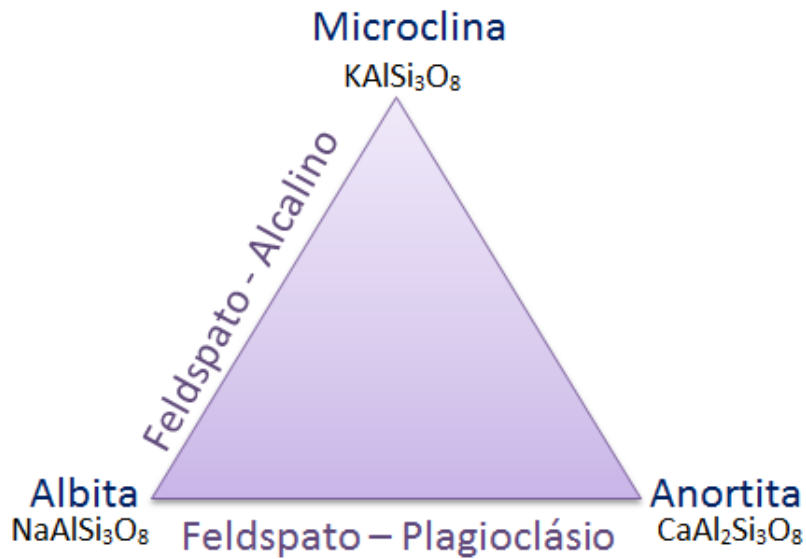 Microclina
KAlSi₃O₈
Feldspato - Alcalino
Albita
NaAlSi₃O₈
Anortita
CaAl₂Si₃O₈
Feldspato – Plagioclásio